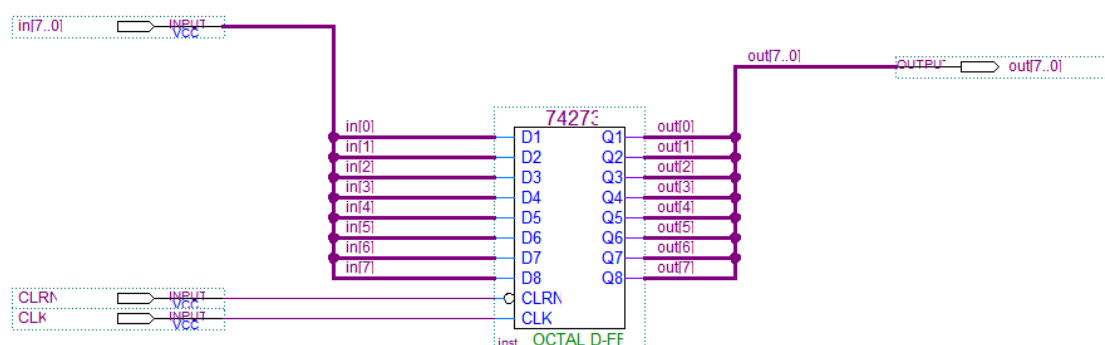 in[7..0] INPUT
VCC
out[7..0]
OUTPUT out[7..0]
74273
in[0] D1 Q1 out[0]
in[1] D2 Q2 out[1]
in[2] D3 Q3 out[2]
in[3] D4 Q4 out[3]
in[4] D5 Q5 out[4]
in[5] D6 Q6 out[5]
in[6] D7 Q7 out[6]
in[7] D8 Q8 out[7]
CLRN INPUT CLRN
VCC
CLK INPUT CLK
VCC
inst OCTAL D-FF